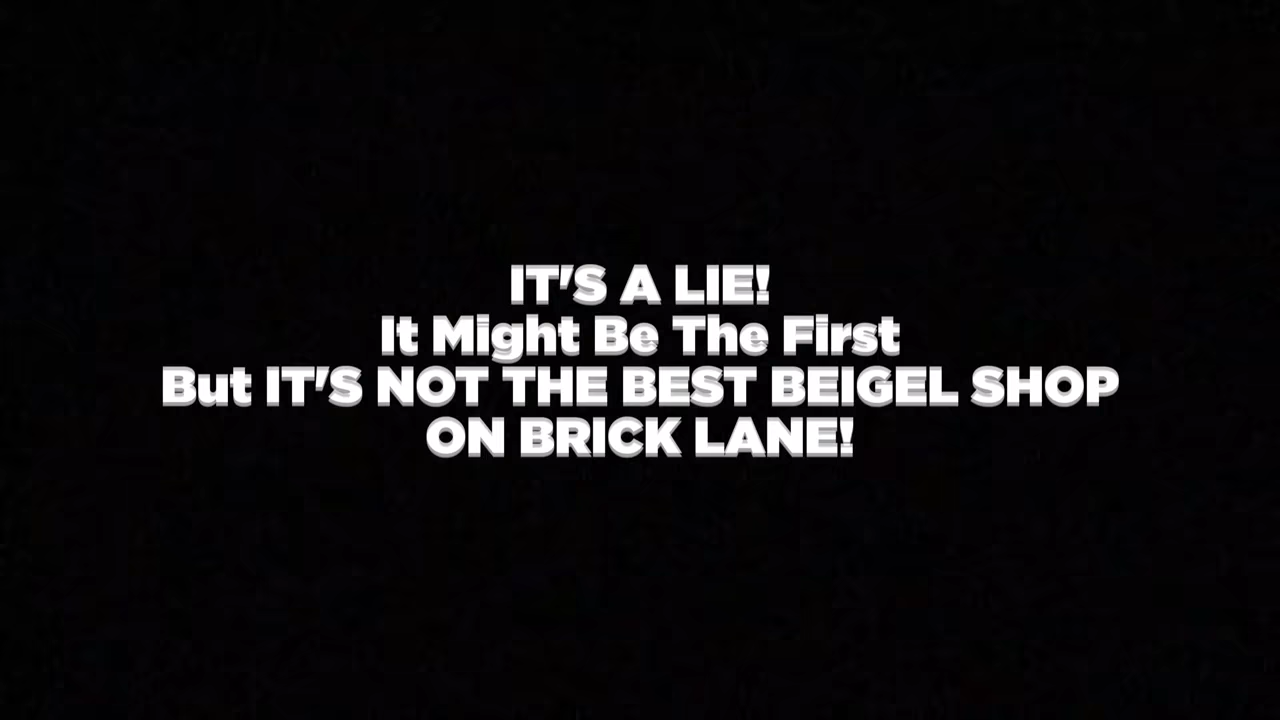 IT'S A LIE!
It Might Be The First
But IT'S NOT THE BEST BEIGEL SHOP
ON BRICK LANE!